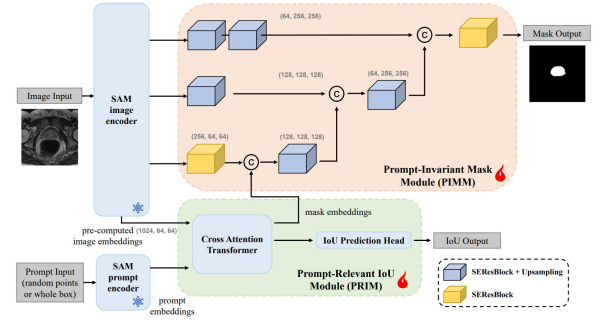 (64, 256, 256)
C
Mask Output
Image Input
SAM
image
encoder
(128, 128, 128)
C
(64, 256, 256)
(256, 64, 64)
C
(128, 128, 128)
Prompt-Invariant Mask
Module (PIMM)
mask embeddings
pre-computed
image embeddings
(1024, 64, 64)
Cross Attention
Transformer
IoU Prediction Head
IoU Output
Prompt Input
(random points
or whole box)
SAM
prompt
encoder
prompt
embeddings
Prompt-Relevant IoU
Module (PRIM)
SEResBlock + Upsampling
SEResBlock